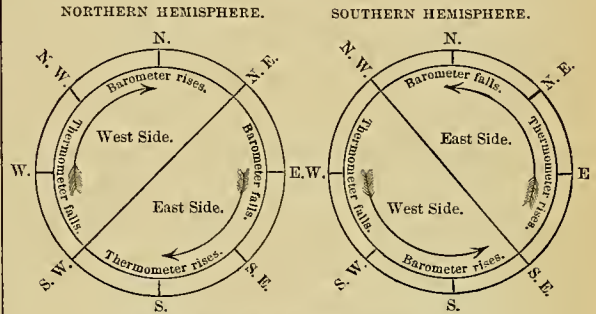 NORTHERN HEMISPHERE.
SOUTHERN HEMISPHERE.
N.
N. W.
N. E.
Barometer rises.
Thermometer falls.
West Side.
Barometer falls.
W.
E.
East Side.
Thermometer rises.
S. W.
S. E.
S.
N.
N. W.
N. E.
Barometer falls.
Thermometer falls.
East Side.
Thermometer rises.
W.
E
West Side.
Barometer rises.
S. W.
S. E.
S.